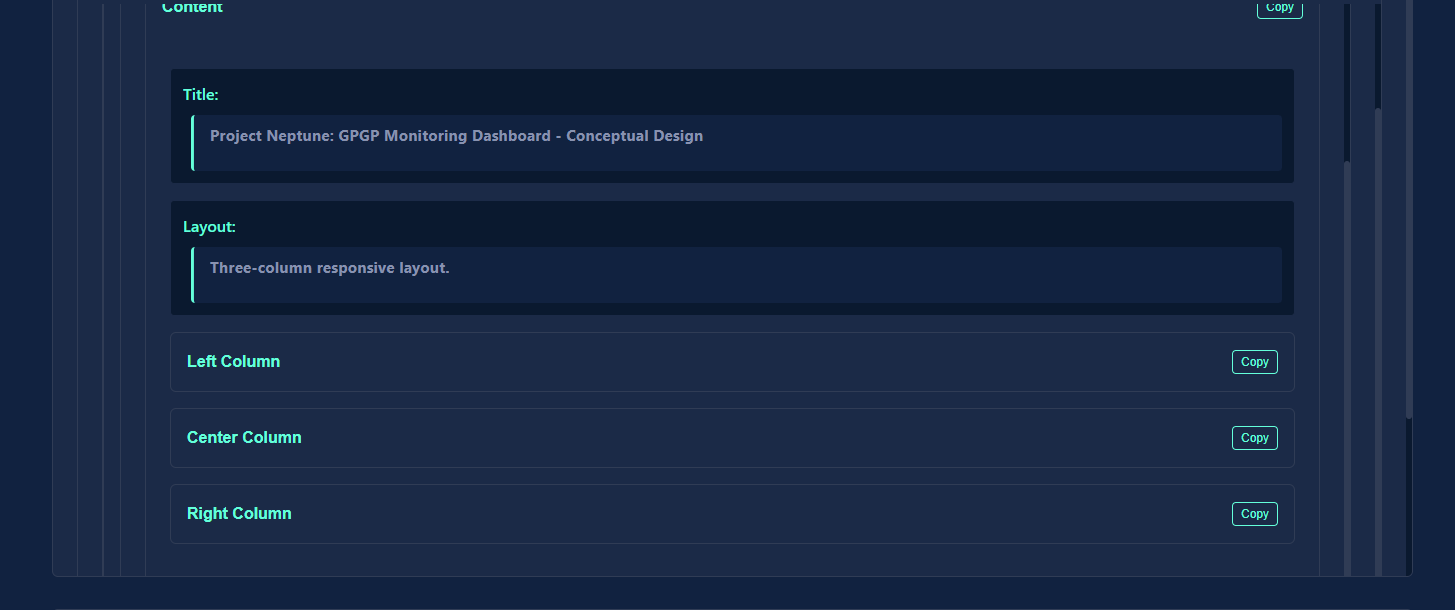 Content
Copy
Title:
Project Neptune: GPGP Monitoring Dashboard - Conceptual Design
Layout:
Three-column responsive layout.
Left Column
Copy
Center Column
Copy
Right Column
Copy